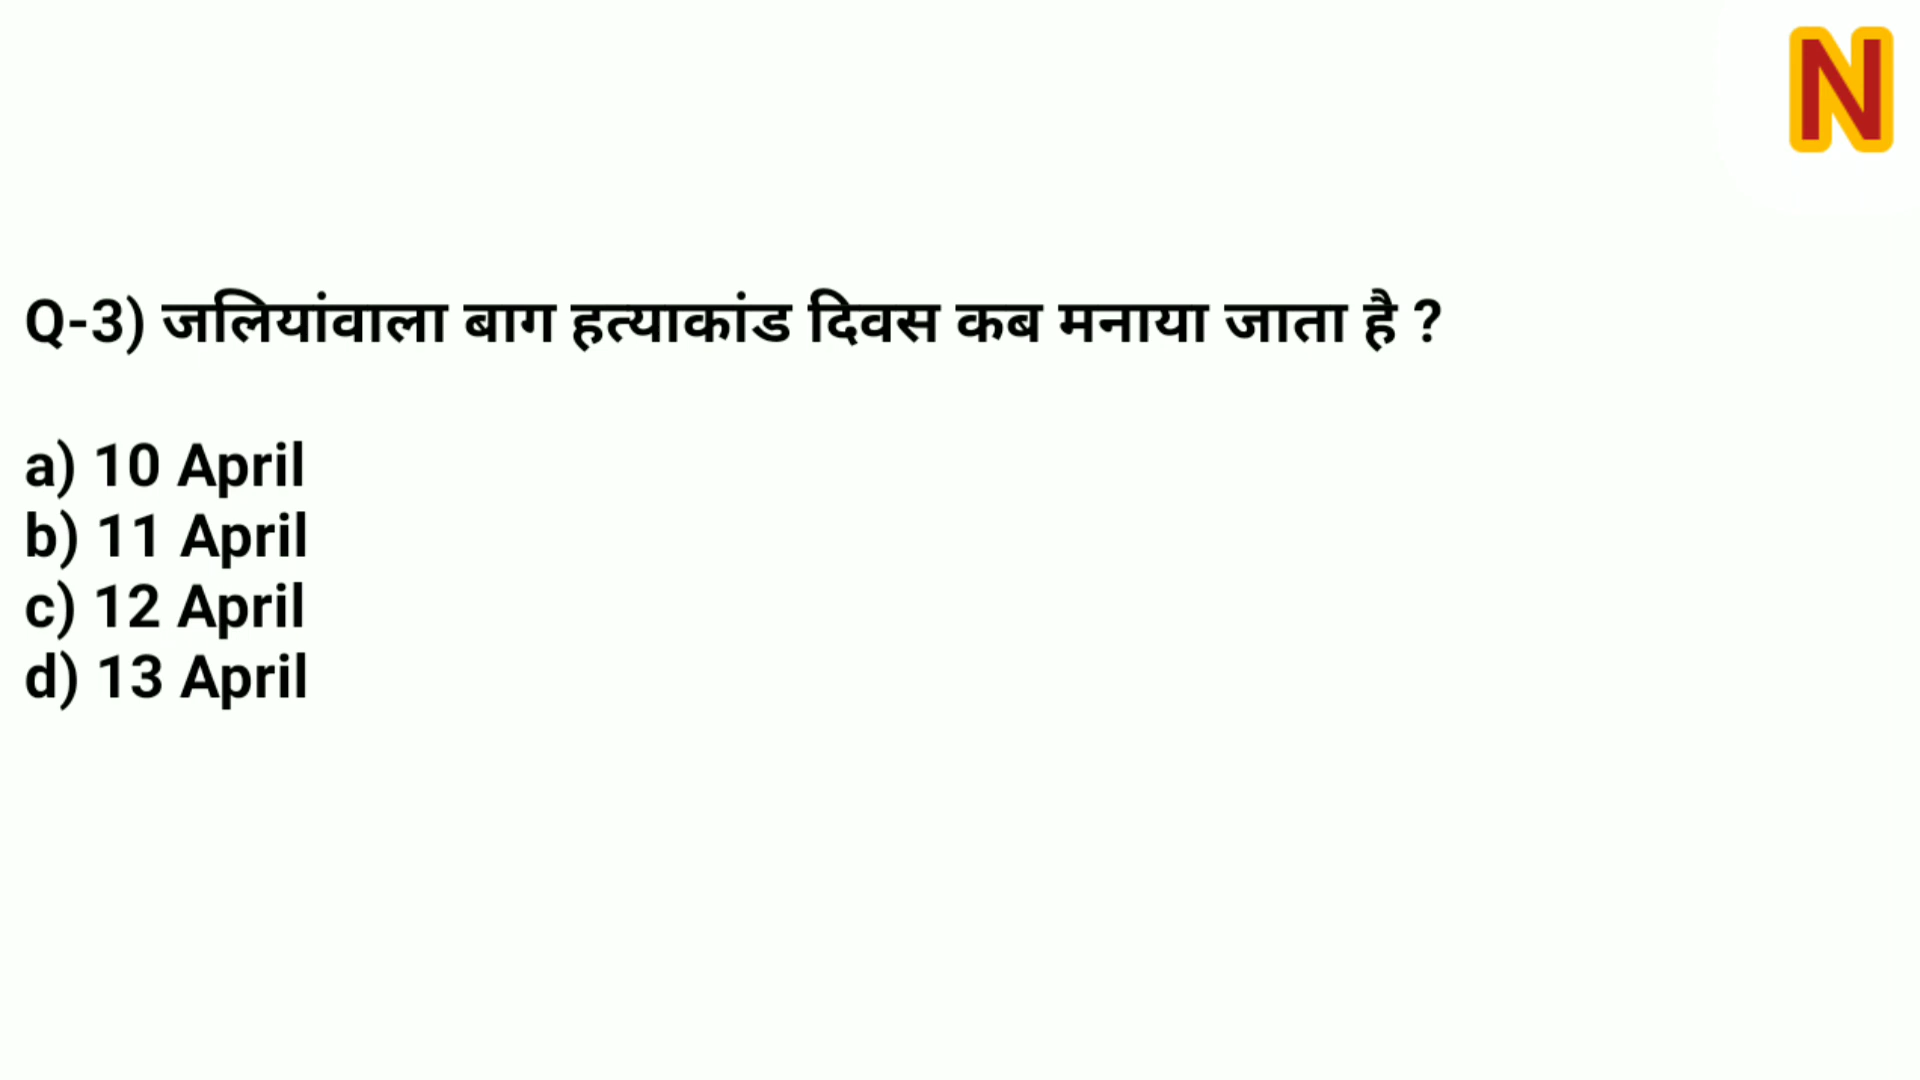 N
Q-3) जलियांवाला बाग हत्याकांड दिवस कब मनाया जाता है ?
a) 10 April
b) 11 April
c) 12 April
d) 13 April